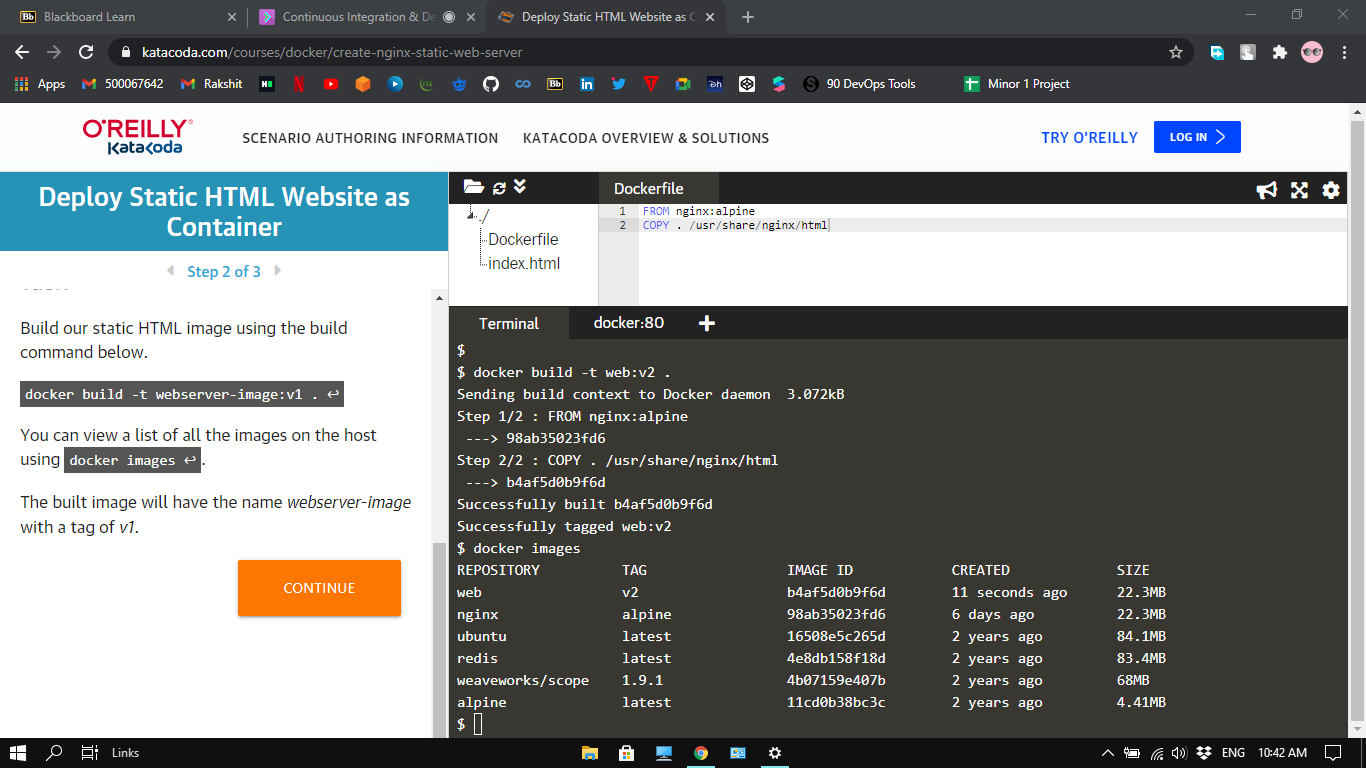 Blackboard Learn
Continuous Integration & De
Deploy Static HTML Website as C
katacoda.com/courses/docker/create-nginx-static-web-server
Apps
500067642
Rakshit
90 DevOps Tools
Minor 1 Project
O'REILLY
Katacoda
SCENARIO AUTHORING INFORMATION
KATACODA OVERVIEW & SOLUTIONS
TRY O'REILLY
LOG IN
Deploy Static HTML Website as
Container
Step 2 of 3
Build our static HTML image using the build
command below.
docker build -t webserver-image:v1 . ↩
You can view a list of all the images on the host
using docker images ↩ .
The built image will have the name webserver-image
with a tag of v1.
CONTINUE
./
Dockerfile
index.html
Dockerfile
1 FROM nginx:alpine
2 COPY . /usr/share/nginx/html
Terminal
docker:80
$
$ docker build -t web:v2 .
Sending build context to Docker daemon  3.072kB
Step 1/2 : FROM nginx:alpine
 ---> 98ab35023fd6
Step 2/2 : COPY . /usr/share/nginx/html
 ---> b4af5d0b9f6d
Successfully built b4af5d0b9f6d
Successfully tagged web:v2
$ docker images
REPOSITORY TAG IMAGE ID CREATED SIZE
web v2 b4af5d0b9f6d 11 seconds ago 22.3MB
nginx alpine 98ab35023fd6 6 days ago 22.3MB
ubuntu latest 16508e5c265d 2 years ago 84.1MB
redis latest 4e8db158f18d 2 years ago 83.4MB
weaveworks/scope 1.9.1 4b07159e407b 2 years ago 68MB
alpine latest 11cd0b38bc3c 2 years ago 4.41MB
$
Links
ENG
10:42 AM